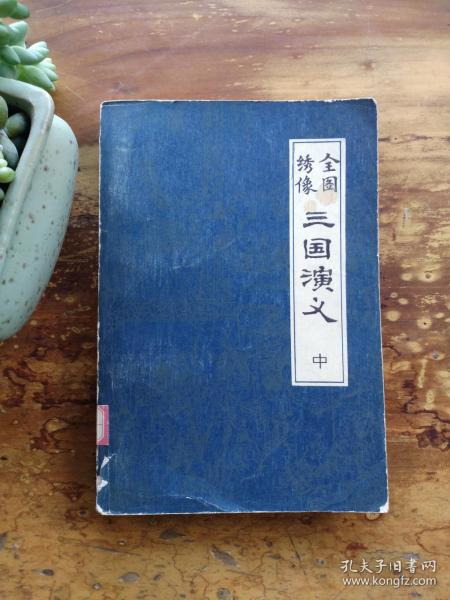 全图
绣像
三国演义
中
孔夫子旧书网
www.kongfz.com